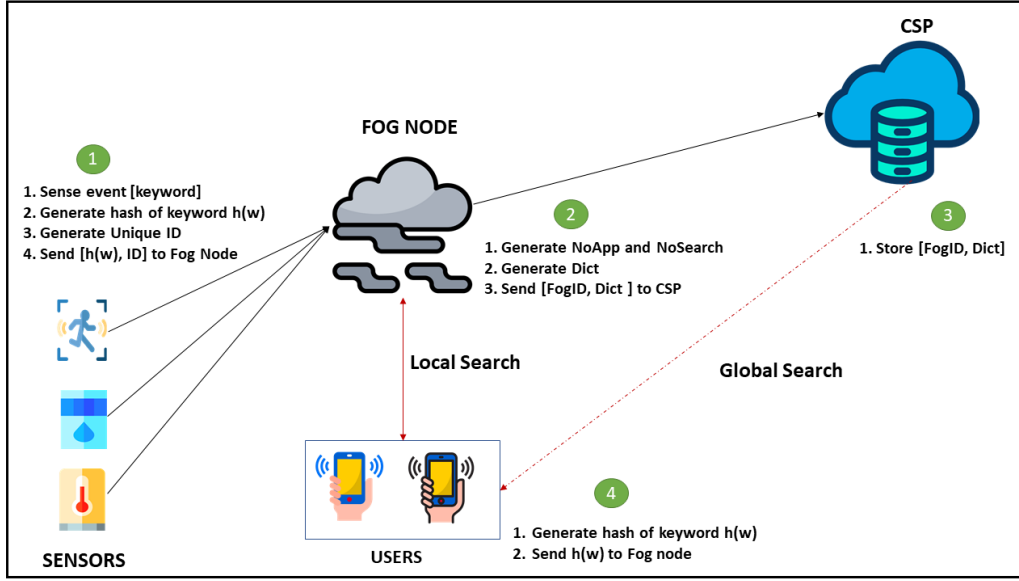 CSP
FOG NODE
1
1. Sense event [keyword]
2. Generate hash of keyword h(w)
3. Generate Unique ID
4. Send [h(w), ID] to Fog Node
2
1. Generate NoApp and NoSearch
2. Generate Dict
3. Send [FogID, Dict ] to CSP
3
1. Store [FogID, Dict]
Local Search
Global Search
4
1. Generate hash of keyword h(w)
2. Send h(w) to Fog node
SENSORS
USERS